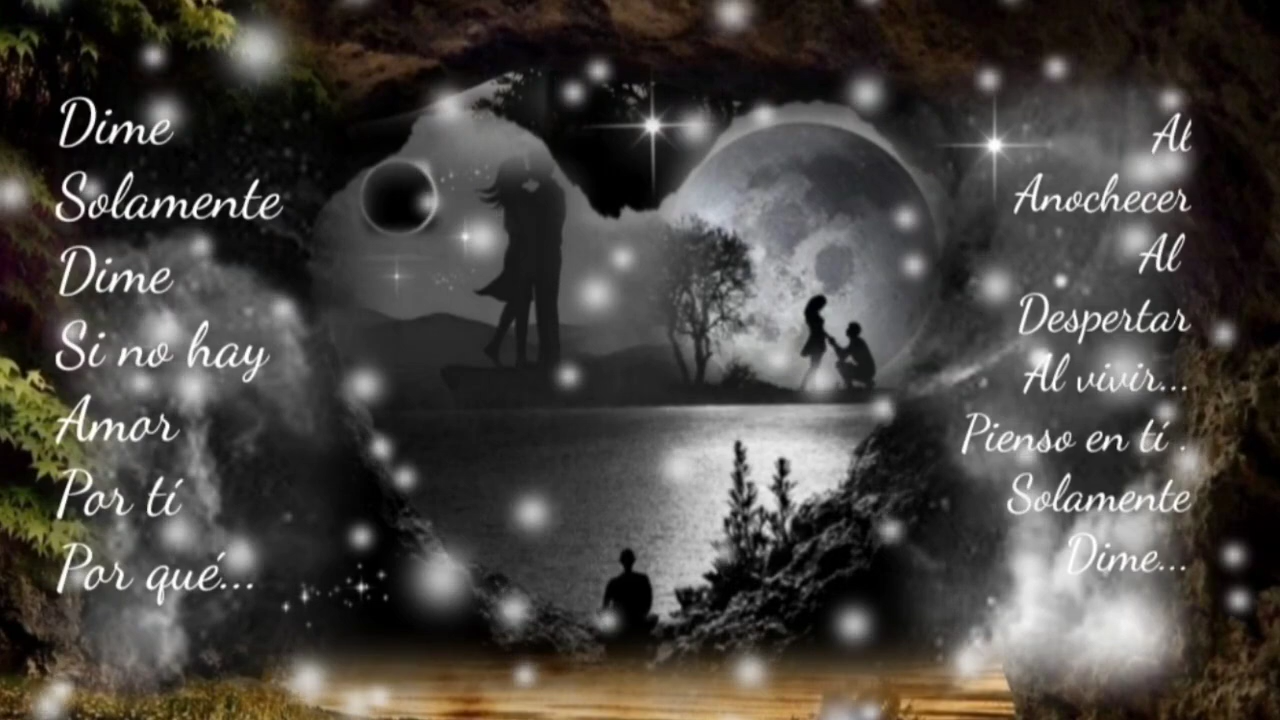 Dime
Solamente
Dime
Si no hay
Amor
Por tí
Por qué...
Al
Anochecer
Al
Despertar
Al vivir...
Pienso en tí .
Solamente
Dime...